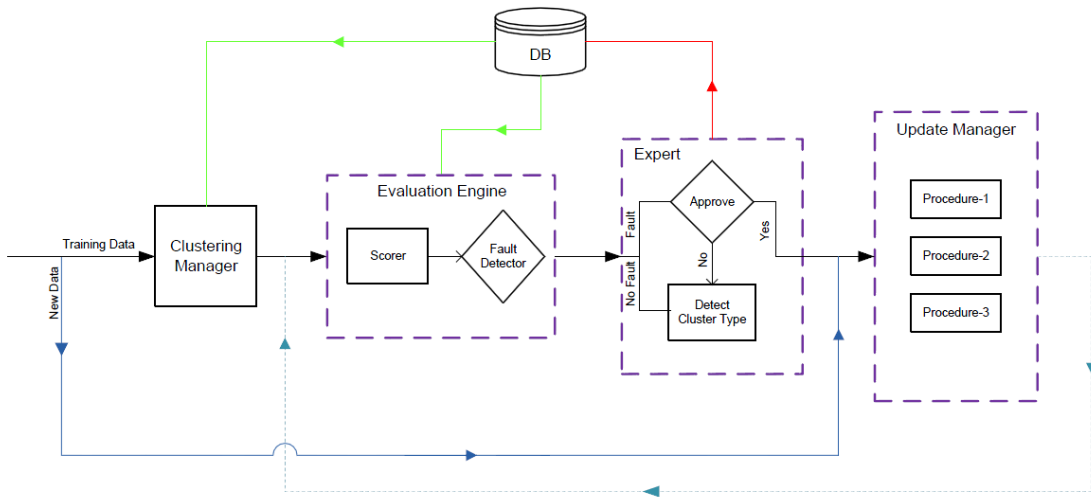 DB
Update Manager
Expert
Evaluation Engine
Approve
Procedure-1
Fault
Yes
Training Data
Clustering
Manager
Scorer
Fault
Detector
No
Procedure-2
New Data
No Fault
Detect
Cluster Type
Procedure-3